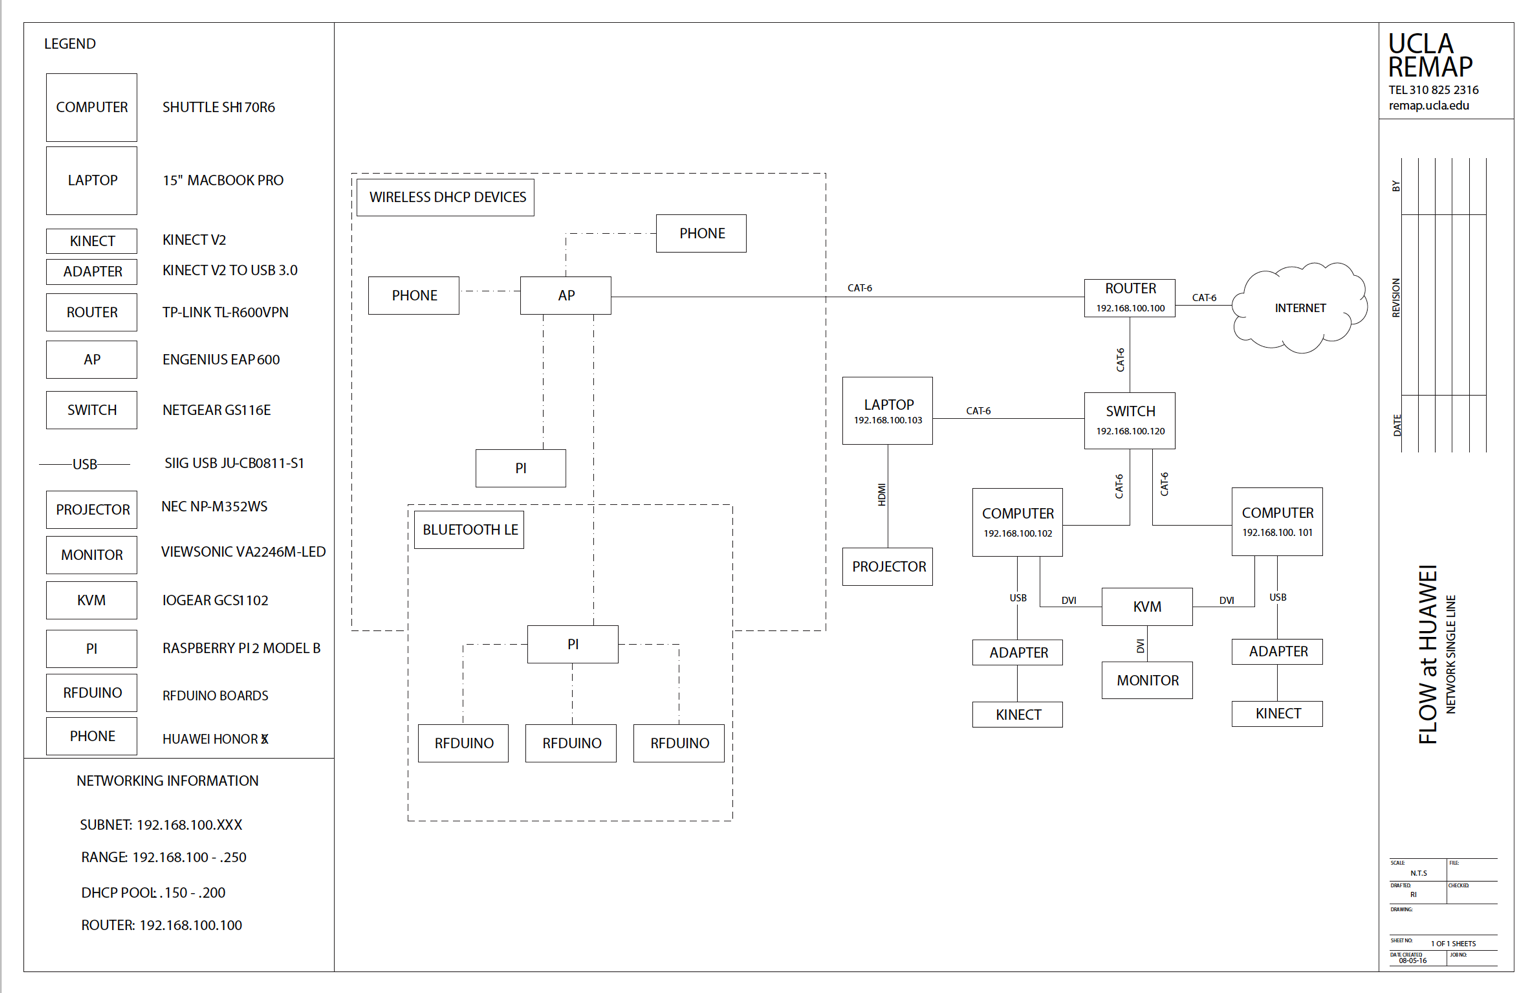 LEGEND
COMPUTER SHUTTLE SH170R6
LAPTOP 15" MACBOOK PRO
KINECT KINECT V2
ADAPTER KINECT V2 TO USB 3.0
ROUTER TP-LINK TL-R600VPN
AP ENGENIUS EAP600
SWITCH NETGEAR GS116E
USB SIIG USB JU-CB0811-S1
PROJECTOR NEC NP-M352WS
MONITOR VIEWSONIC VA2246M-LED
KVM IOGEAR GCS1102
PI RASPBERRY PI 2 MODEL B
RFDUINO RFDUINO BOARDS
PHONE HUAWEI HONOR
NETWORKING INFORMATION
SUBNET: 192.168.100.XXX
RANGE: 192.168.100 - .250
DHCP POOL: .150 - .200
ROUTER: 192.168.100.100
WIRELESS DHCP DEVICES
PHONE
PHONE
AP
CAT-6
ROUTER
192.168.100.100
CAT-6
INTERNET
CAT-6
LAPTOP
192.168.100.103
CAT-6
SWITCH
192.168.100.120
PI
HDMI
CAT-6
CAT-6
BLUETOOTH LE
COMPUTER
192.168.100.102
COMPUTER
192.168.100. 101
PROJECTOR
USB
DVI
KVM
DVI
USB
PI
DVI
ADAPTER
ADAPTER
MONITOR
KINECT
KINECT
RFDUINO
RFDUINO
RFDUINO
UCLA
REMAP
TEL 310 825 2316
remap.ucla.edu
BY
REVISION
DATE
FLOW at HUAWEI
NETWORK SINGLE LINE
SCALE: FILE:
N.T.S
DRAFTED: CHECKED:
RI
DRAWING:
SHEET NO. 1 OF 1 SHEETS
DATE CREATED JOB NO:
08-05-16